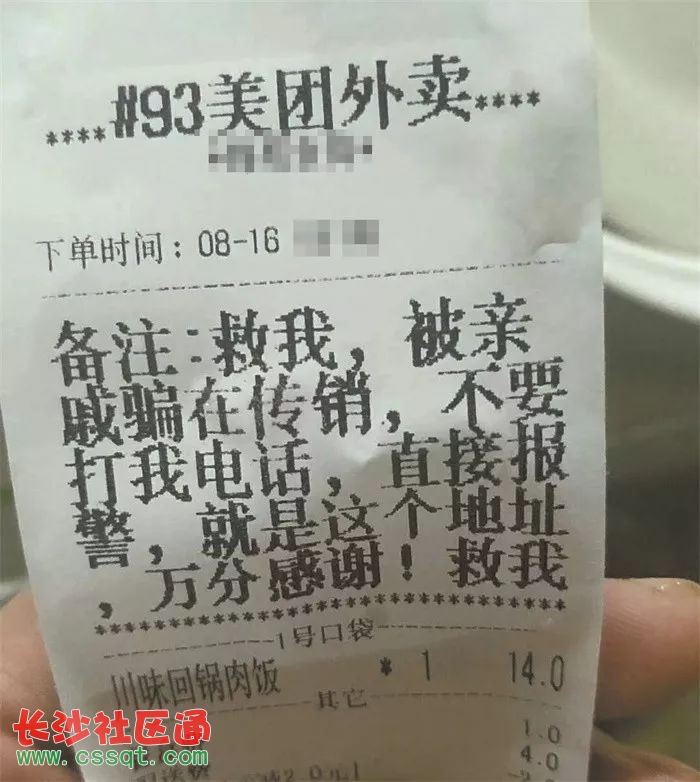 ****#93美团外卖****
下单时间：08-16
备注：救我，被亲
戚骗在传销，不要
打我电话，直接报
警，就是这个地址
，万分感谢！救我
1号口袋
川味回锅肉饭 * 1 14.0
其它
1.0
4.0
长沙社区通
www.cssqt.com